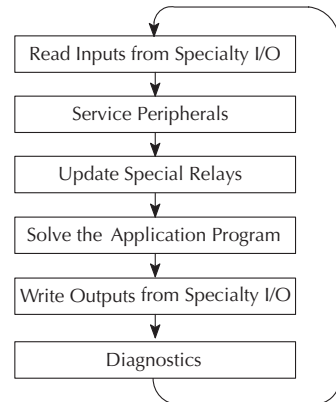 Read Inputs from Specialty I/O
Service Peripherals
Update Special Relays
Solve the Application Program
Write Outputs from Specialty I/O
Diagnostics